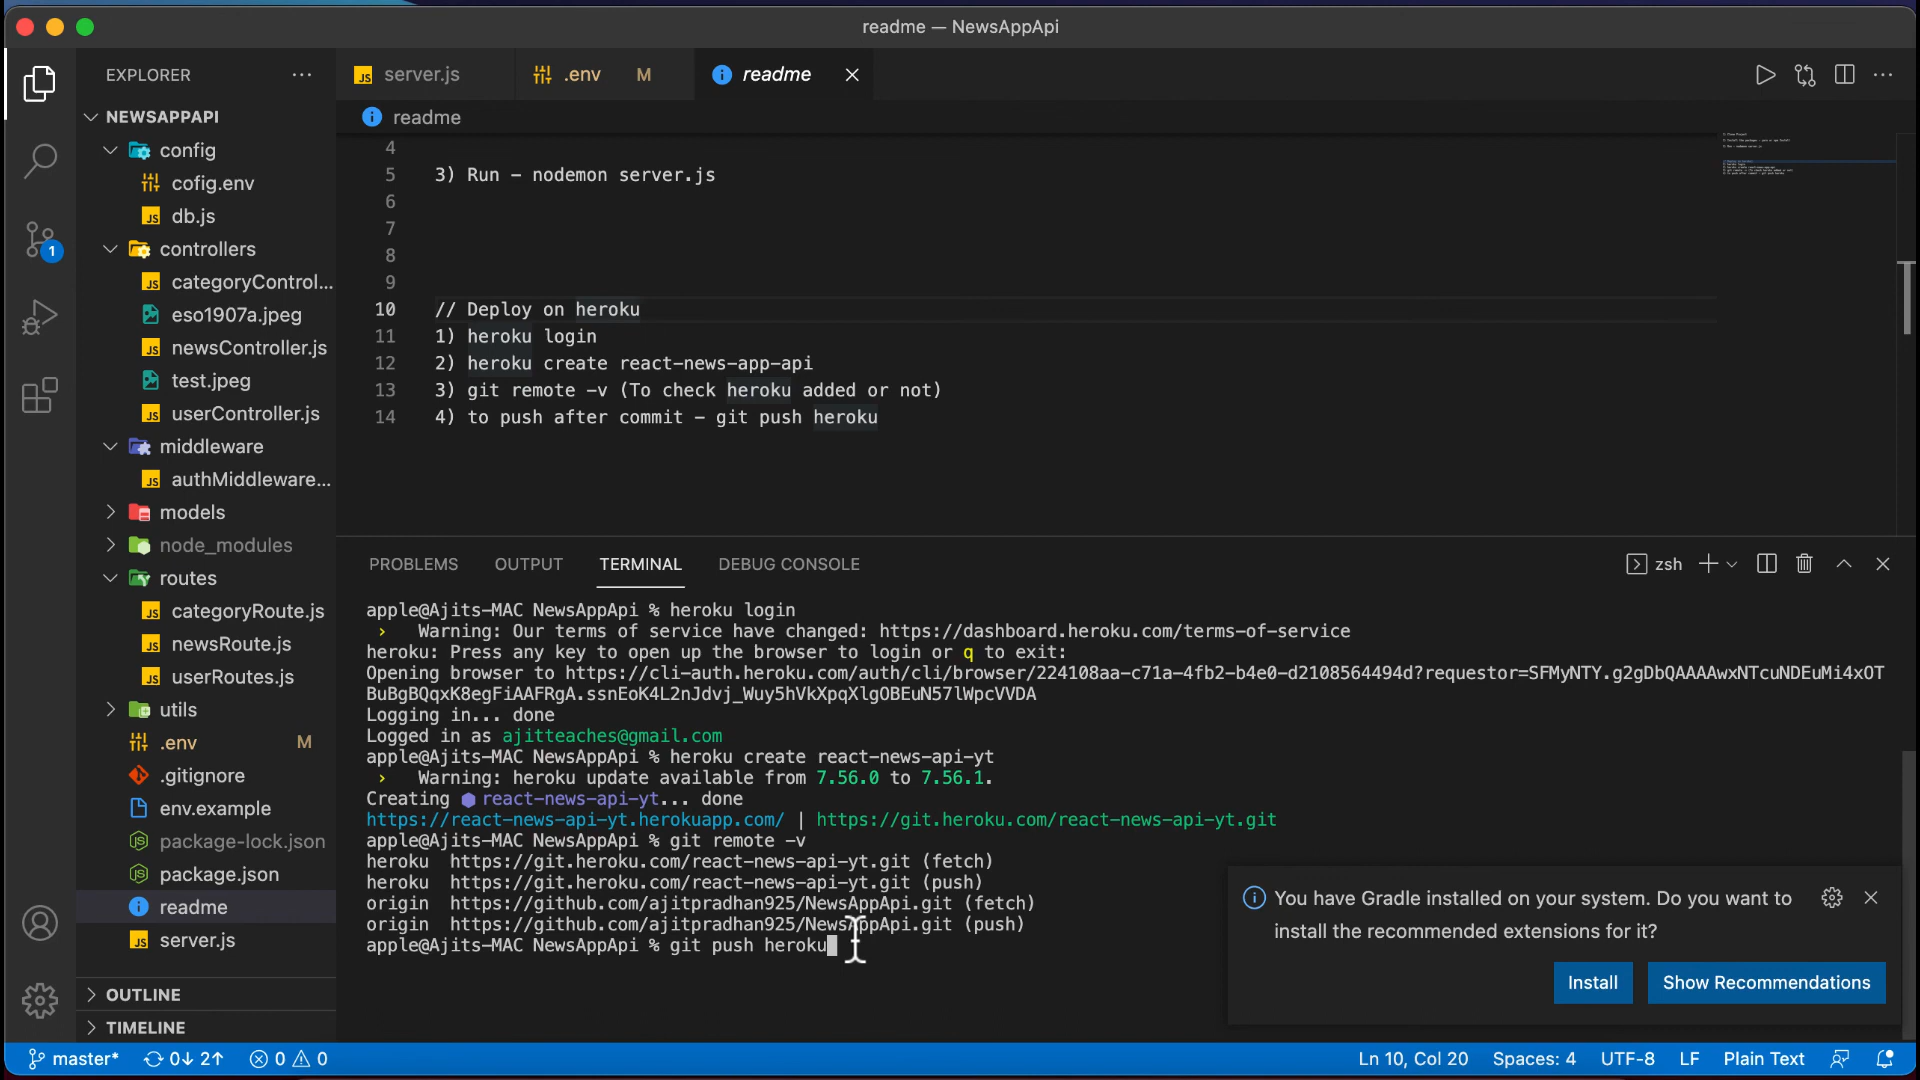 readme — NewsAppApi
EXPLORER
server.js
.env M
readme
NEWSAPPAPI
readme
config
cofig.env
db.js
controllers
categoryControl...
eso1907a.jpeg
newsController.js
test.jpeg
userController.js
middleware
authMiddleware...
models
node_modules
routes
categoryRoute.js
newsRoute.js
userRoutes.js
utils
.env M
.gitignore
env.example
package-lock.json
package.json
readme
server.js
OUTLINE
TIMELINE
1
4
5 3) Run – nodemon server.js
6
7
8
9
10 // Deploy on heroku
11 1) heroku login
12 2) heroku create react-news-app-api
13 3) git remote -v (To check heroku added or not)
14 4) to push after commit - git push heroku
PROBLEMS OUTPUT TERMINAL DEBUG CONSOLE
zsh
apple@Ajits-MAC NewsAppApi % heroku login
› Warning: Our terms of service have changed: https://dashboard.heroku.com/terms-of-service
heroku: Press any key to open up the browser to login or q to exit:
Opening browser to https://cli-auth.heroku.com/auth/cli/browser/224108aa-c71a-4fb2-b4e0-d2108564494d?requestor=SFMyNTY.g2gDbQAAAAwxNTcuNDEuMi4xOT
BuBgBQqxK8egFiAAFRgA.ssnEoK4L2nJdvj_Wuy5hVkXpqXlgOBEuN57lWpcVVDA
Logging in... done
Logged in as ajitteaches@gmail.com
apple@Ajits-MAC NewsAppApi % heroku create react-news-api-yt
› Warning: heroku update available from 7.56.0 to 7.56.1.
Creating ⬢ react-news-api-yt... done
https://react-news-api-yt.herokuapp.com/ | https://git.heroku.com/react-news-api-yt.git
apple@Ajits-MAC NewsAppApi % git remote -v
heroku https://git.heroku.com/react-news-api-yt.git (fetch)
heroku https://git.heroku.com/react-news-api-yt.git (push)
origin https://github.com/ajitpradhan925/NewsAppApi.git (fetch)
origin https://github.com/ajitpradhan925/NewsAppApi.git (push)
apple@Ajits-MAC NewsAppApi % git push heroku
You have Gradle installed on your system. Do you want to
install the recommended extensions for it?
Install Show Recommendations
master* 0↓ 2↑ 0 0
Ln 10, Col 20 Spaces: 4 UTF-8 LF Plain Text